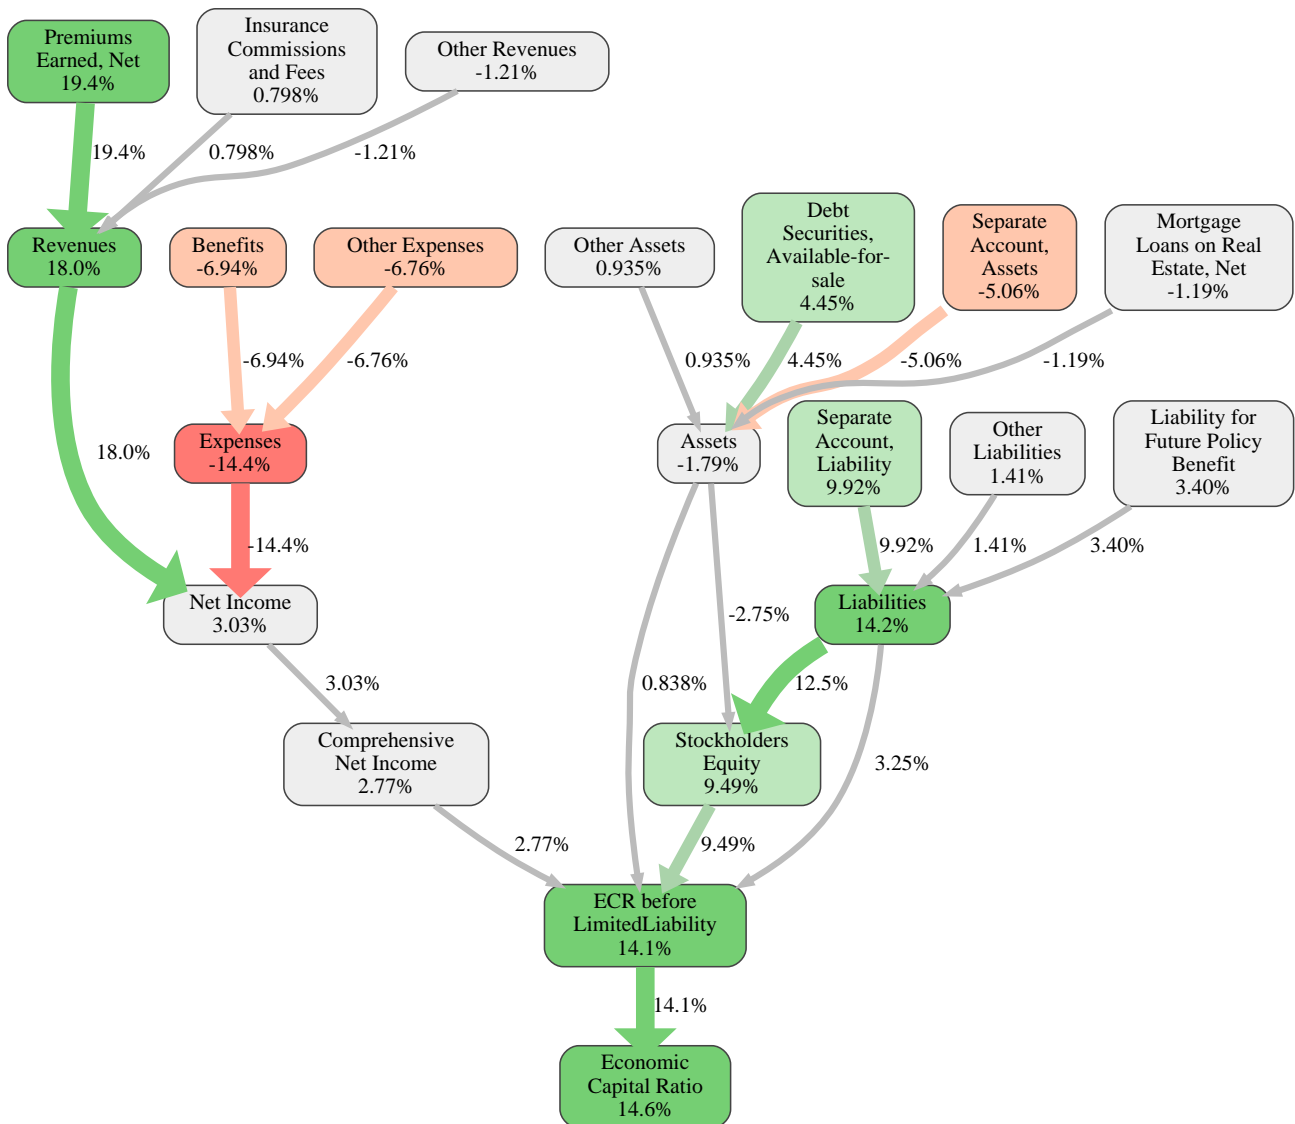 Premiums
Earned, Net
19.4%
Insurance
Commissions
and Fees
0.798%
Other Revenues
-1.21%
19.4%
0.798%
-1.21%
Revenues
18.0%
Benefits
-6.94%
Other Expenses
-6.76%
Other Assets
0.935%
Debt
Securities,
Available-for-
sale
4.45%
Separate
Account,
Assets
-5.06%
Mortgage
Loans on Real
Estate, Net
-1.19%
-6.94%
-6.76%
0.935%
4.45%
-5.06%
-1.19%
18.0%
Expenses
-14.4%
Assets
-1.79%
Separate
Account,
Liability
9.92%
Other
Liabilities
1.41%
Liability for
Future Policy
Benefit
3.40%
-14.4%
9.92%
1.41%
3.40%
Net Income
3.03%
-2.75%
Liabilities
14.2%
3.03%
0.838%
12.5%
Comprehensive
Net Income
2.77%
Stockholders
Equity
9.49%
3.25%
2.77%
9.49%
ECR before
LimitedLiability
14.1%
14.1%
Economic
Capital Ratio
14.6%